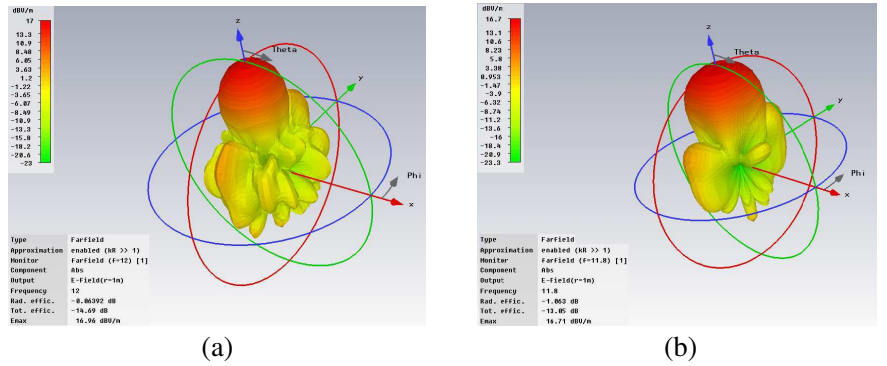 dBV/m
17
13.3
10.9
8.48
6.05
3.63
1.22
-3.65
-6.07
-8.49
-10.9
-13.3
-15.8
-18.2
-20.6
-23
z
Theta
y
Phi
x
Type Farfield
Approximation enabled (kR >> 1)
Monitor farfield (f=12) [1]
Component Abs
Output E-Field(r=1m)
Frequency 12
Rad. effic. -0.06392 dB
Tot. effic. -14.69 dB
Emax 16.96 dBV/m
(a)
dBV/m
16.7
13.1
10.7
8.23
5.8
3.38
0.953
-1.47
-3.9
-6.32
-8.74
-11.2
-13.6
-16
-18.4
-20.9
-23.3
z
Theta
y
Phi
x
Type Farfield
Approximation enabled (kR >> 1)
Monitor farfield (f=11.8) [1]
Component Abs
Output E-Field(r=1m)
Frequency 11.8
Rad. effic. -1.063 dB
Tot. effic. -13.05 dB
Emax 16.71 dBV/m
(b)